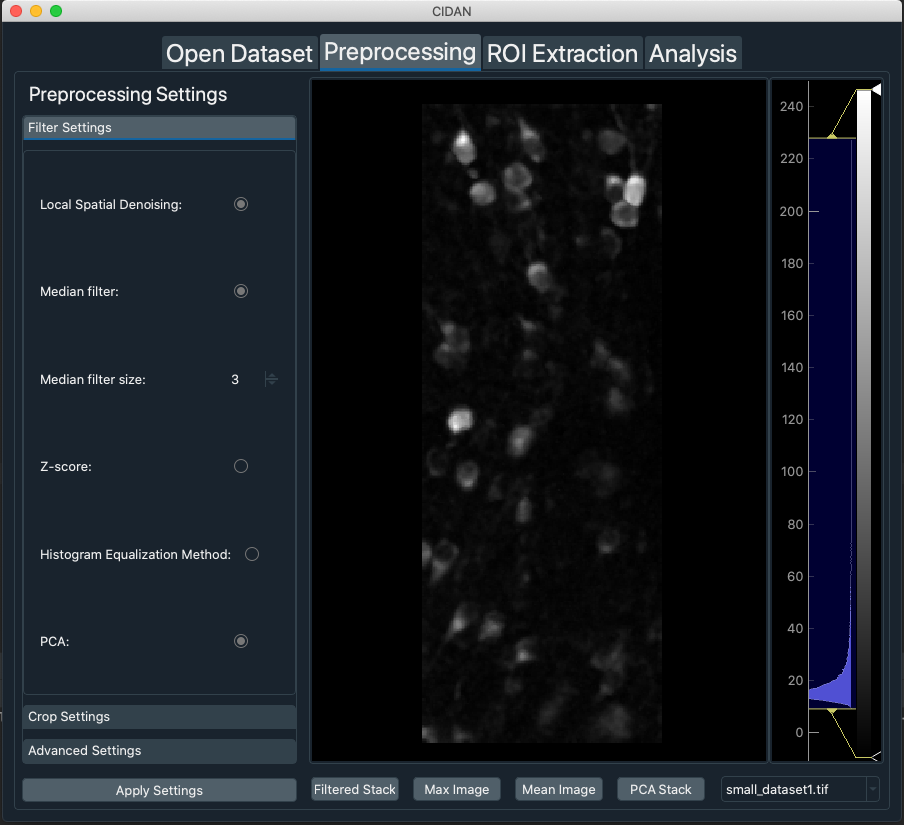 CIDAN
Open Dataset Preprocessing ROI Extraction Analysis
Preprocessing Settings
Filter Settings
Local Spatial Denoising:
Median filter:
Median filter size: 3
Z-score:
Histogram Equalization Method:
PCA:
Crop Settings
Advanced Settings
Apply Settings
240
220
200
180
160
140
120
100
80
60
40
20
0
Filtered Stack Max Image Mean Image PCA Stack small_dataset1.tif